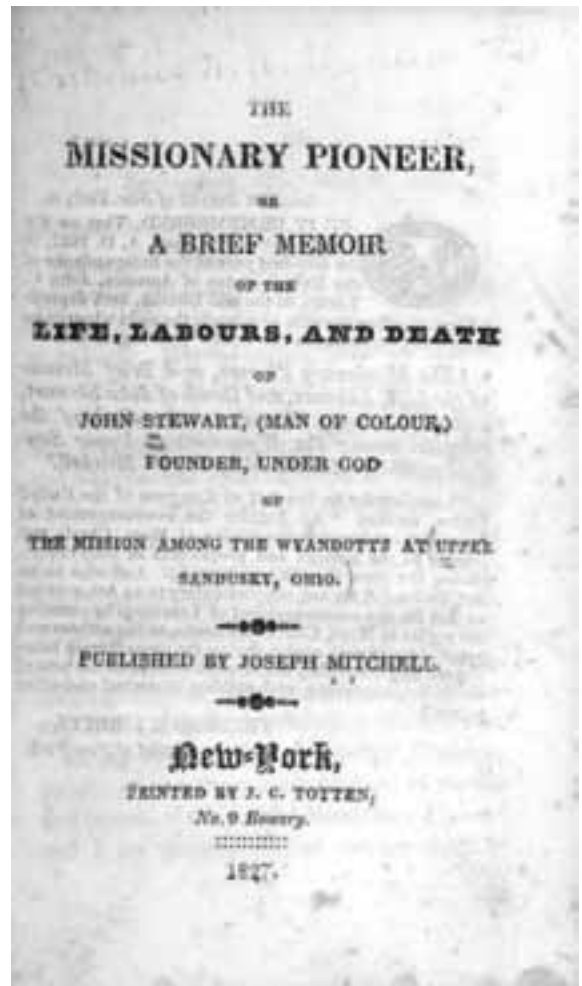 THE
MISSIONARY PIONEER,
OR
A BRIEF MEMOIR
OF THE
LIFE, LABOURS, AND DEATH
OF
JOHN STEWART, (MAN OF COLOUR,)
FOUNDER, UNDER GOD
OF
THE MISSION AMONG THE WYANDOTTS AT UPPER
SANDUSKY, OHIO.
PUBLISHED BY JOSEPH MITCHELL.
New-York,
PRINTED BY J. C. TOTTEN,
No. 9 Bowery.
1827.